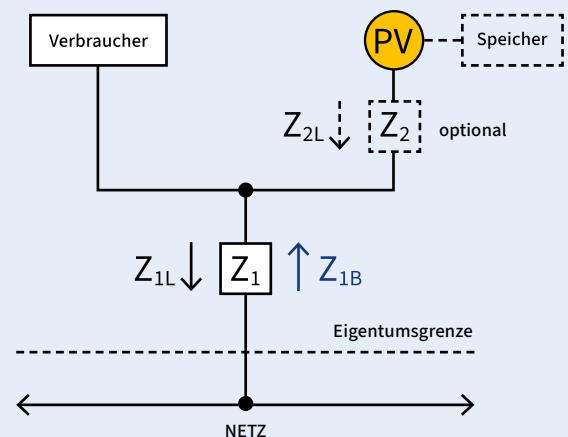 Verbraucher
PV
Speicher
Z2L
Z2
optional
Z1L
Z1
Z1B
Eigentumsgrenze
NETZ